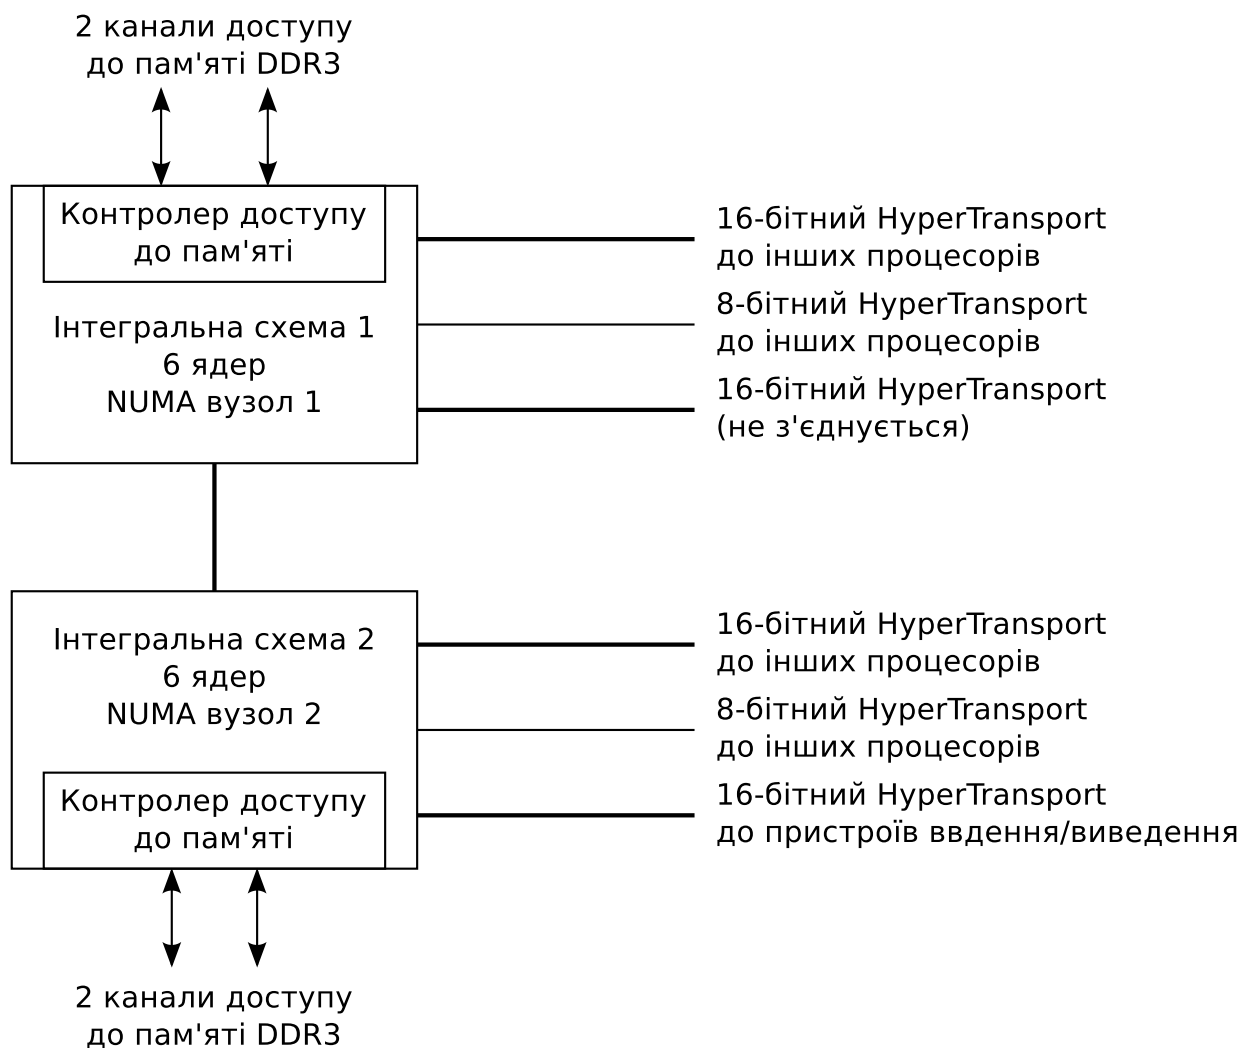 2 канали доступу
до пам'яті DDR3
Контролер доступу
до пам'яті
Інтегральна схема 1
6 ядер
NUMA вузол 1
16-бітний HyperTransport
до інших процесорів
8-бітний HyperTransport
до інших процесорів
16-бітний HyperTransport
(не з'єднується)
Інтегральна схема 2
6 ядер
NUMA вузол 2
Контролер доступу
до пам'яті
16-бітний HyperTransport
до інших процесорів
8-бітний HyperTransport
до інших процесорів
16-бітний HyperTransport
до пристроїв ввдення/виведення
2 канали доступу
до пам'яті DDR3